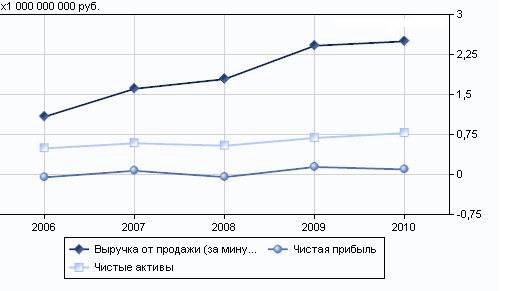 x1 000 000 000 руб.
3
2,25
1,5
0,75
0
-0,75
2006 2007 2008 2009 2010
Выручка от продажи (за мину... Чистая прибыль
Чистые активы